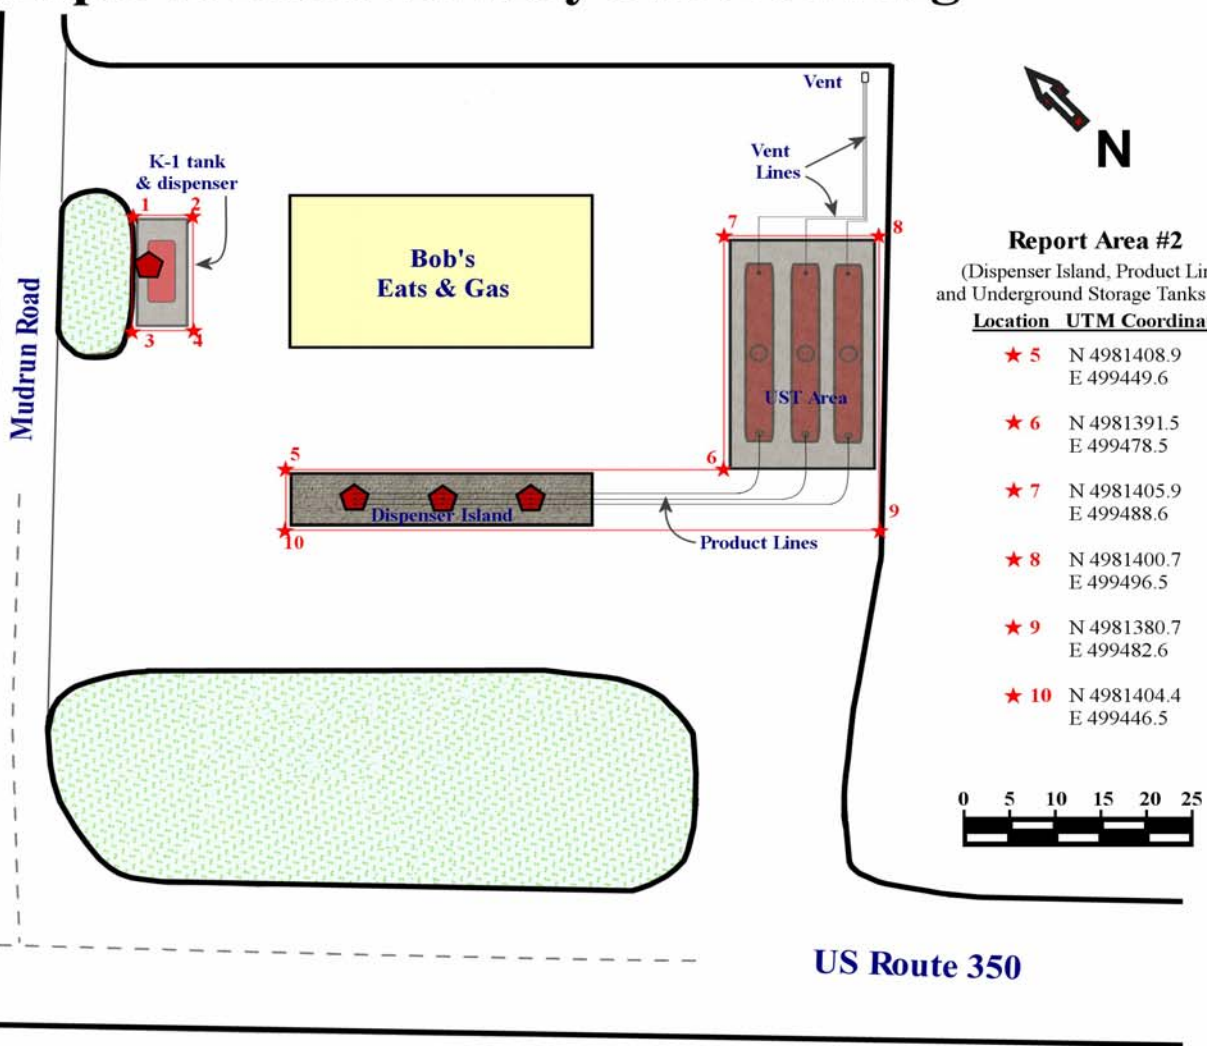 Vent
Vent
Lines
K-1 tank
& dispenser
1 2
3 4
Mudrun Road
Bob's
Eats & Gas
7 8
UST Area
5 6
Dispenser Island
9
10
Product Lines
US Route 350
N
Report Area #2
(Dispenser Island, Product
and Underground Storage Tanks
Location UTM
5 N 4981408.9
E 499449.6
6 N 4981391.5
E 499478.5
7 N 4981405.9
E 499488.6
8 N 4981400.7
E 499496.5
9 N 4981380.7
E 499482.6
10 N 4981404.4
E 499446.5
0 5 10 15 20 25